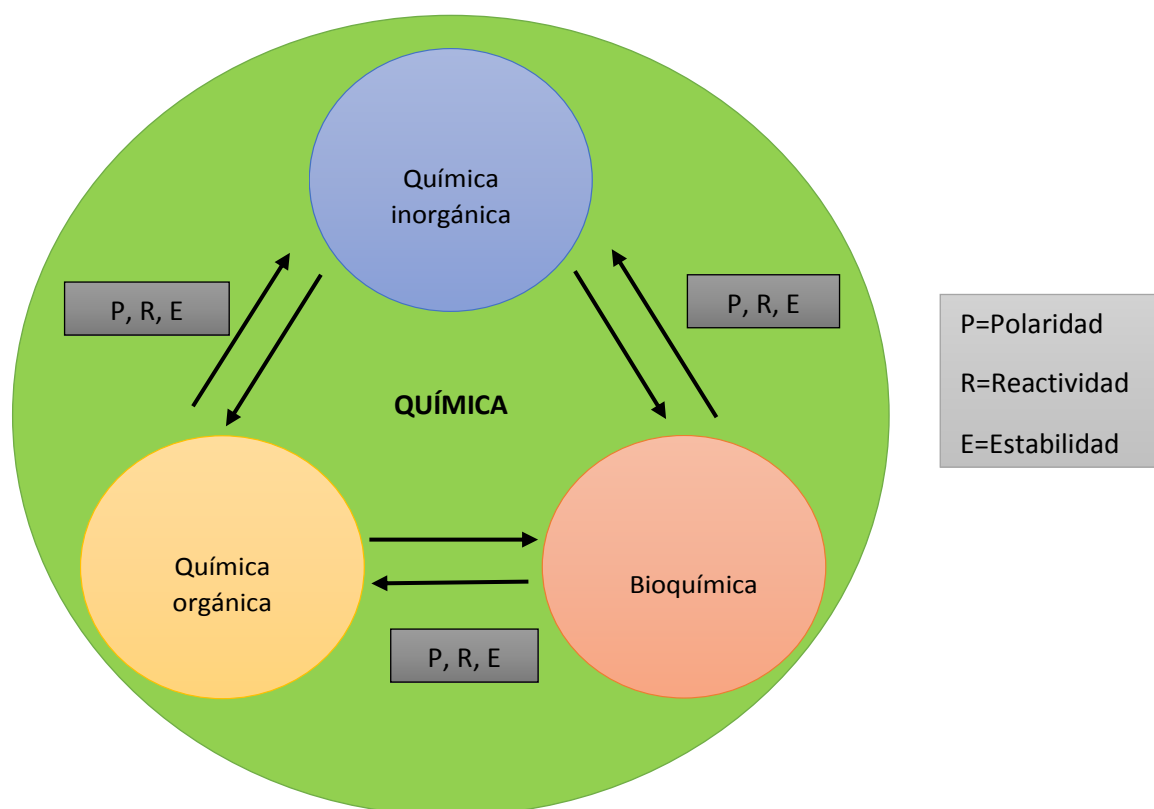 Química
inorgánica
P, R, E
P, R, E
P=Polaridad
R=Reactividad
E=Estabilidad
QUÍMICA
Química
orgánica
Bioquímica
P, R, E